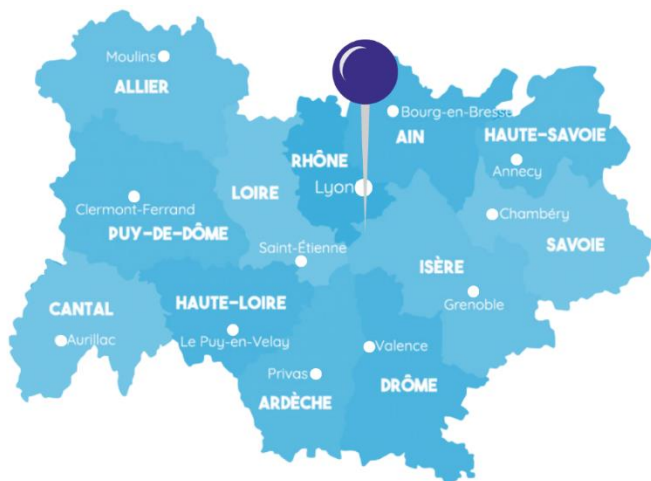 Moulins
ALLIER
Bourg-en-Bresse
AIN
HAUTE-SAVOIE
Annecy
RHÔNE
Lyon
LOIRE
Clermont-Ferrand
PUY-DE-DÔME
Chambéry
SAVOIE
Saint-Étienne
ISÈRE
Grenoble
CANTAL
Aurillac
HAUTE-LOIRE
Le Puy-en-Velay
Valence
DRÔME
Privas
ARDÈCHE